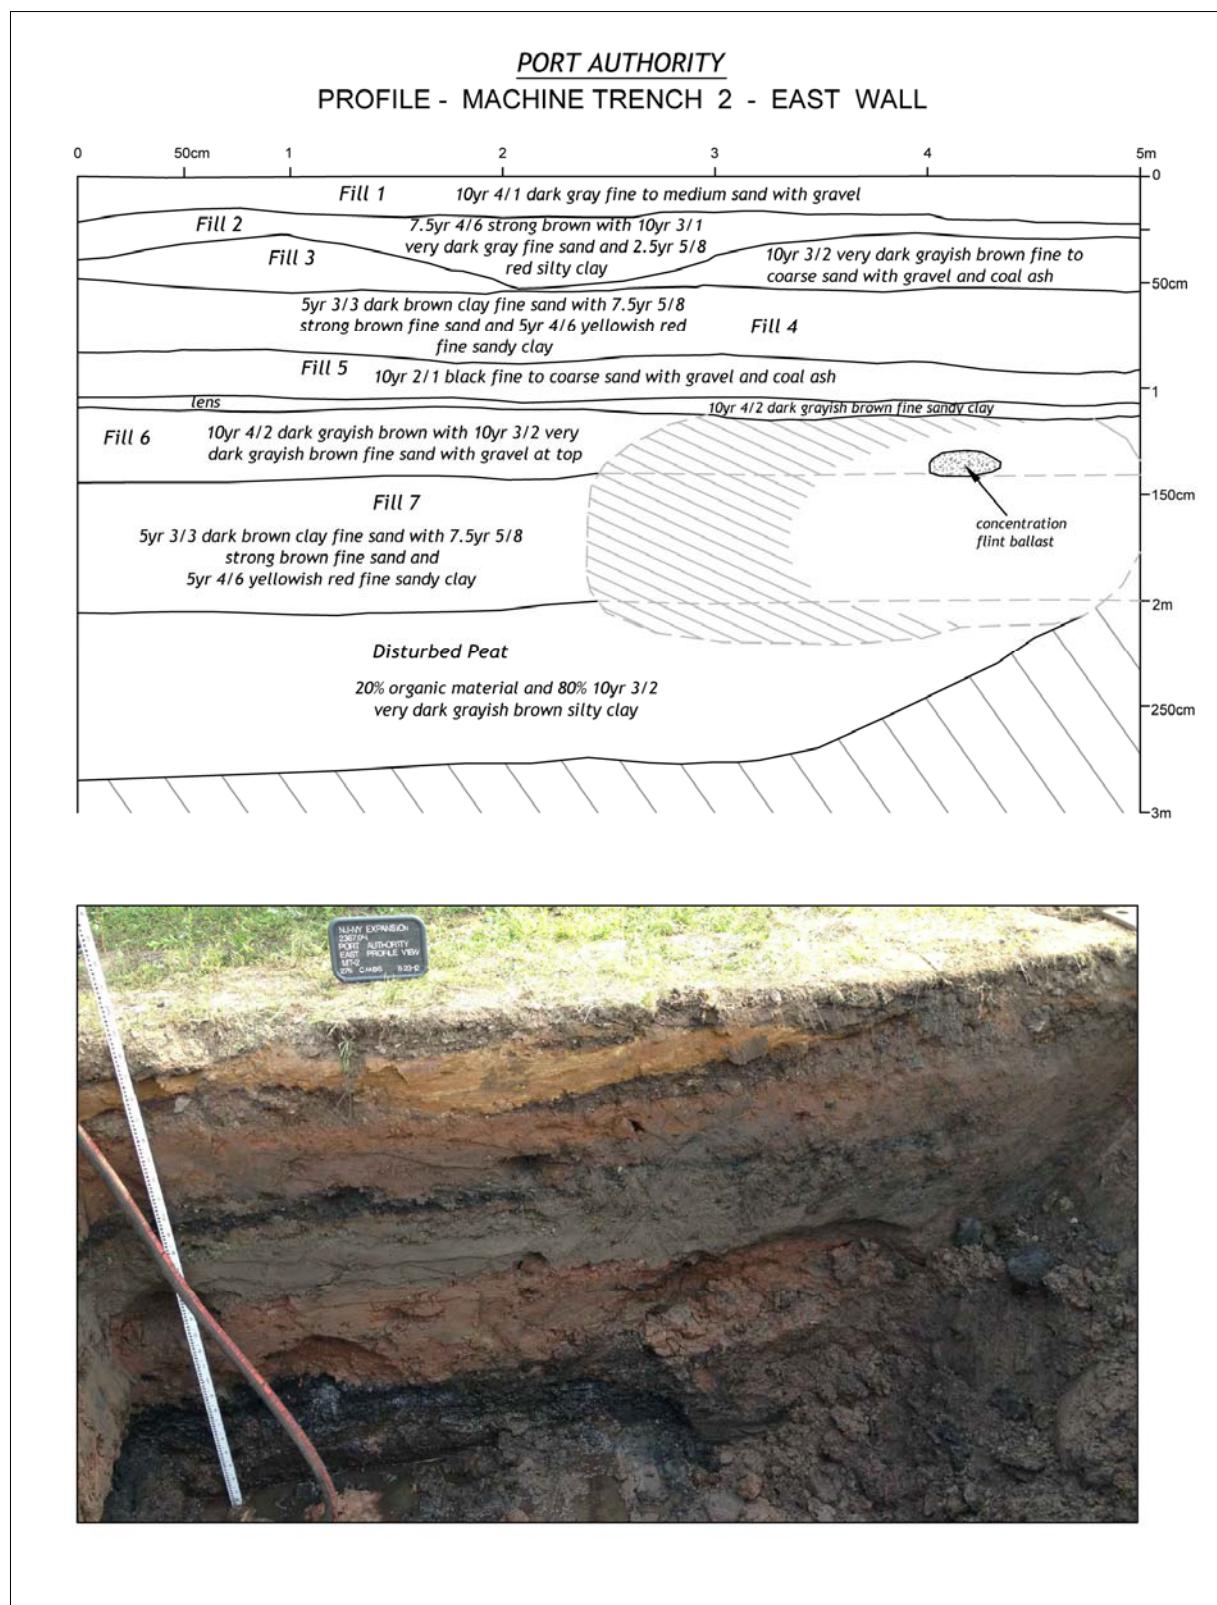 PORT AUTHORITY
PROFILE - MACHINE TRENCH 2 - EAST WALL
0 50cm 1 2 3 4 5m
0
Fill 1 10yr 4/1 dark gray fine to medium sand with gravel
Fill 2
7.5yr 4/6 strong brown with 10yr 3/1
very dark gray fine sand and 2.5yr 5/8
red silty clay
Fill 3
10yr 3/2 very dark grayish brown fine to
coarse sand with gravel and coal ash
50cm
5yr 3/3 dark brown clay fine sand with 7.5yr 5/8
strong brown fine sand and 5yr 4/6 yellowish red
fine sandy clay
Fill 4
Fill 5
10yr 2/1 black fine to coarse sand with gravel and coal ash
1
lens
10yr 4/2 dark grayish brown fine sandy clay
Fill 6
10yr 4/2 dark grayish brown with 10yr 3/2 very
dark grayish brown fine sand with gravel at top
150cm
Fill 7
concentration
flint ballast
5yr 3/3 dark brown clay fine sand with 7.5yr 5/8
strong brown fine sand and
5yr 4/6 yellowish red fine sandy clay
2m
Disturbed Peat
20% organic material and 80% 10yr 3/2
very dark grayish brown silty clay
250cm
3m
NJ-NY EXPANSION
PORT AUTHORITY
EAST PROFILE VIEW
MT-2